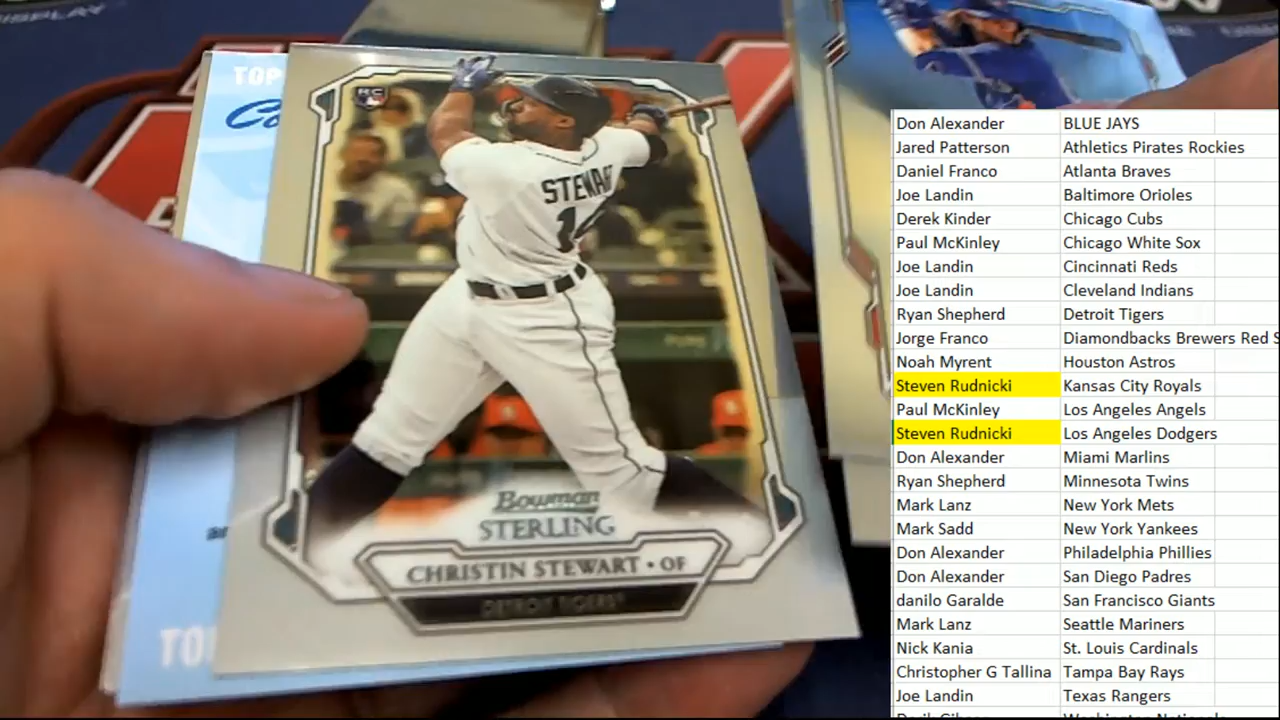 DISPLAY
TOP
Co
RC
STEWART
14
Bowman
STERLING
CHRISTIN STEWART • OF
DETROIT TIGERS
TO
Don Alexander BLUE JAYS
Jared Patterson Athletics Pirates Rockies
Daniel Franco Atlanta Braves
Joe Landin Baltimore Orioles
Derek Kinder Chicago Cubs
Paul McKinley Chicago White Sox
Joe Landin Cincinnati Reds
Joe Landin Cleveland Indians
Ryan Shepherd Detroit Tigers
Jorge Franco Diamondbacks Brewers Red S
Noah Myrent Houston Astros
Steven Rudnicki Kansas City Royals
Paul McKinley Los Angeles Angels
Steven Rudnicki Los Angeles Dodgers
Don Alexander Miami Marlins
Ryan Shepherd Minnesota Twins
Mark Lanz New York Mets
Mark Sadd New York Yankees
Don Alexander Philadelphia Phillies
Don Alexander San Diego Padres
danilo Garalde San Francisco Giants
Mark Lanz Seattle Mariners
Nick Kania St. Louis Cardinals
Christopher G Tallina Tampa Bay Rays
Joe Landin Texas Rangers